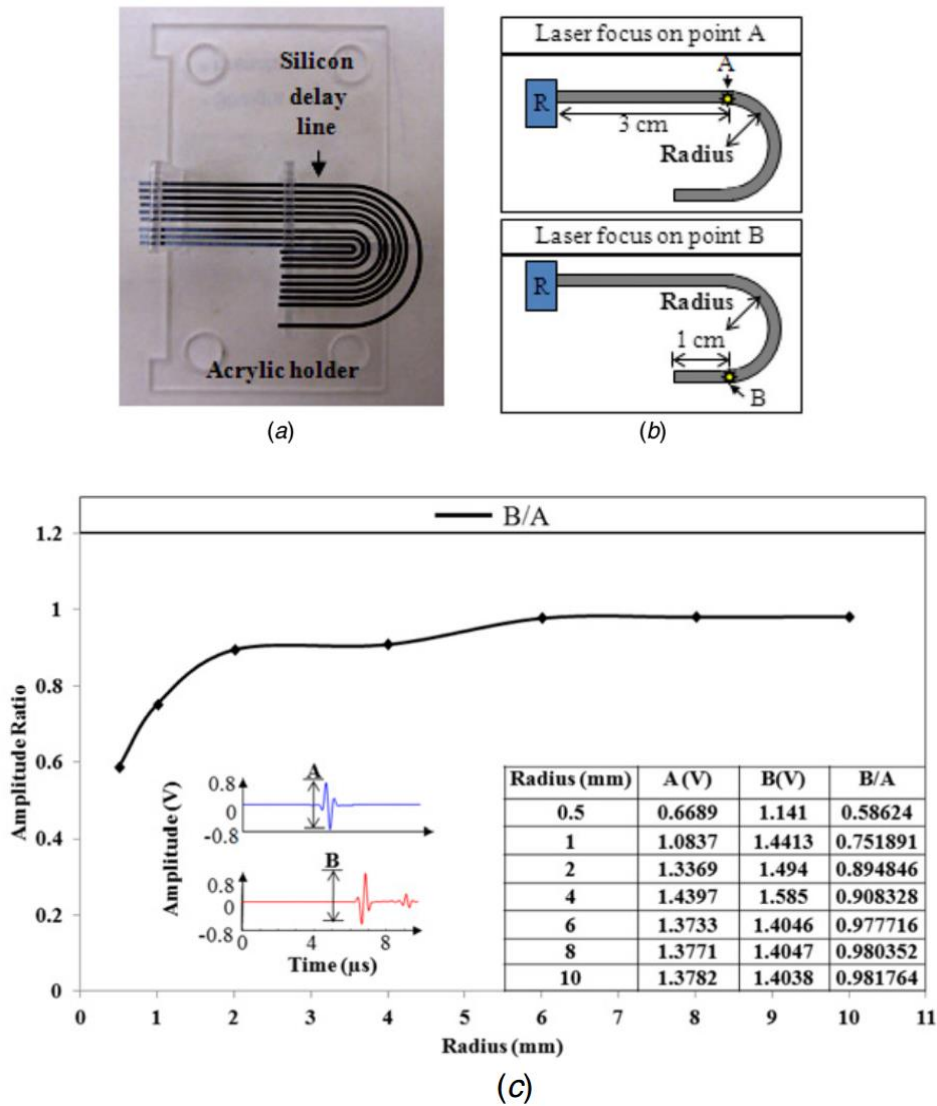 Silicon
delay
line
Acrylic holder
(a)
Laser focus on point A
A
R
3 cm
Radius
Laser focus on point B
R
Radius
1 cm
B
(b)
B/A
Amplitude Ratio
1.2
1
0.8
0.6
0.4
0.2
0
0 1 2 3 4 5 6 7 8 9 10 11
Radius (mm)
Amplitude (V)
0.8
0
-0.8
A
0.8
0
-0.8
B
0 4 8
Time (µs)
Radius (mm) A (V) B(V) B/A
0.5 0.6689 1.141 0.58624
1 1.0837 1.4413 0.751891
2 1.3369 1.494 0.894846
4 1.4397 1.585 0.908328
6 1.3733 1.4046 0.977716
8 1.3771 1.4047 0.980352
10 1.3782 1.4038 0.981764
(c)